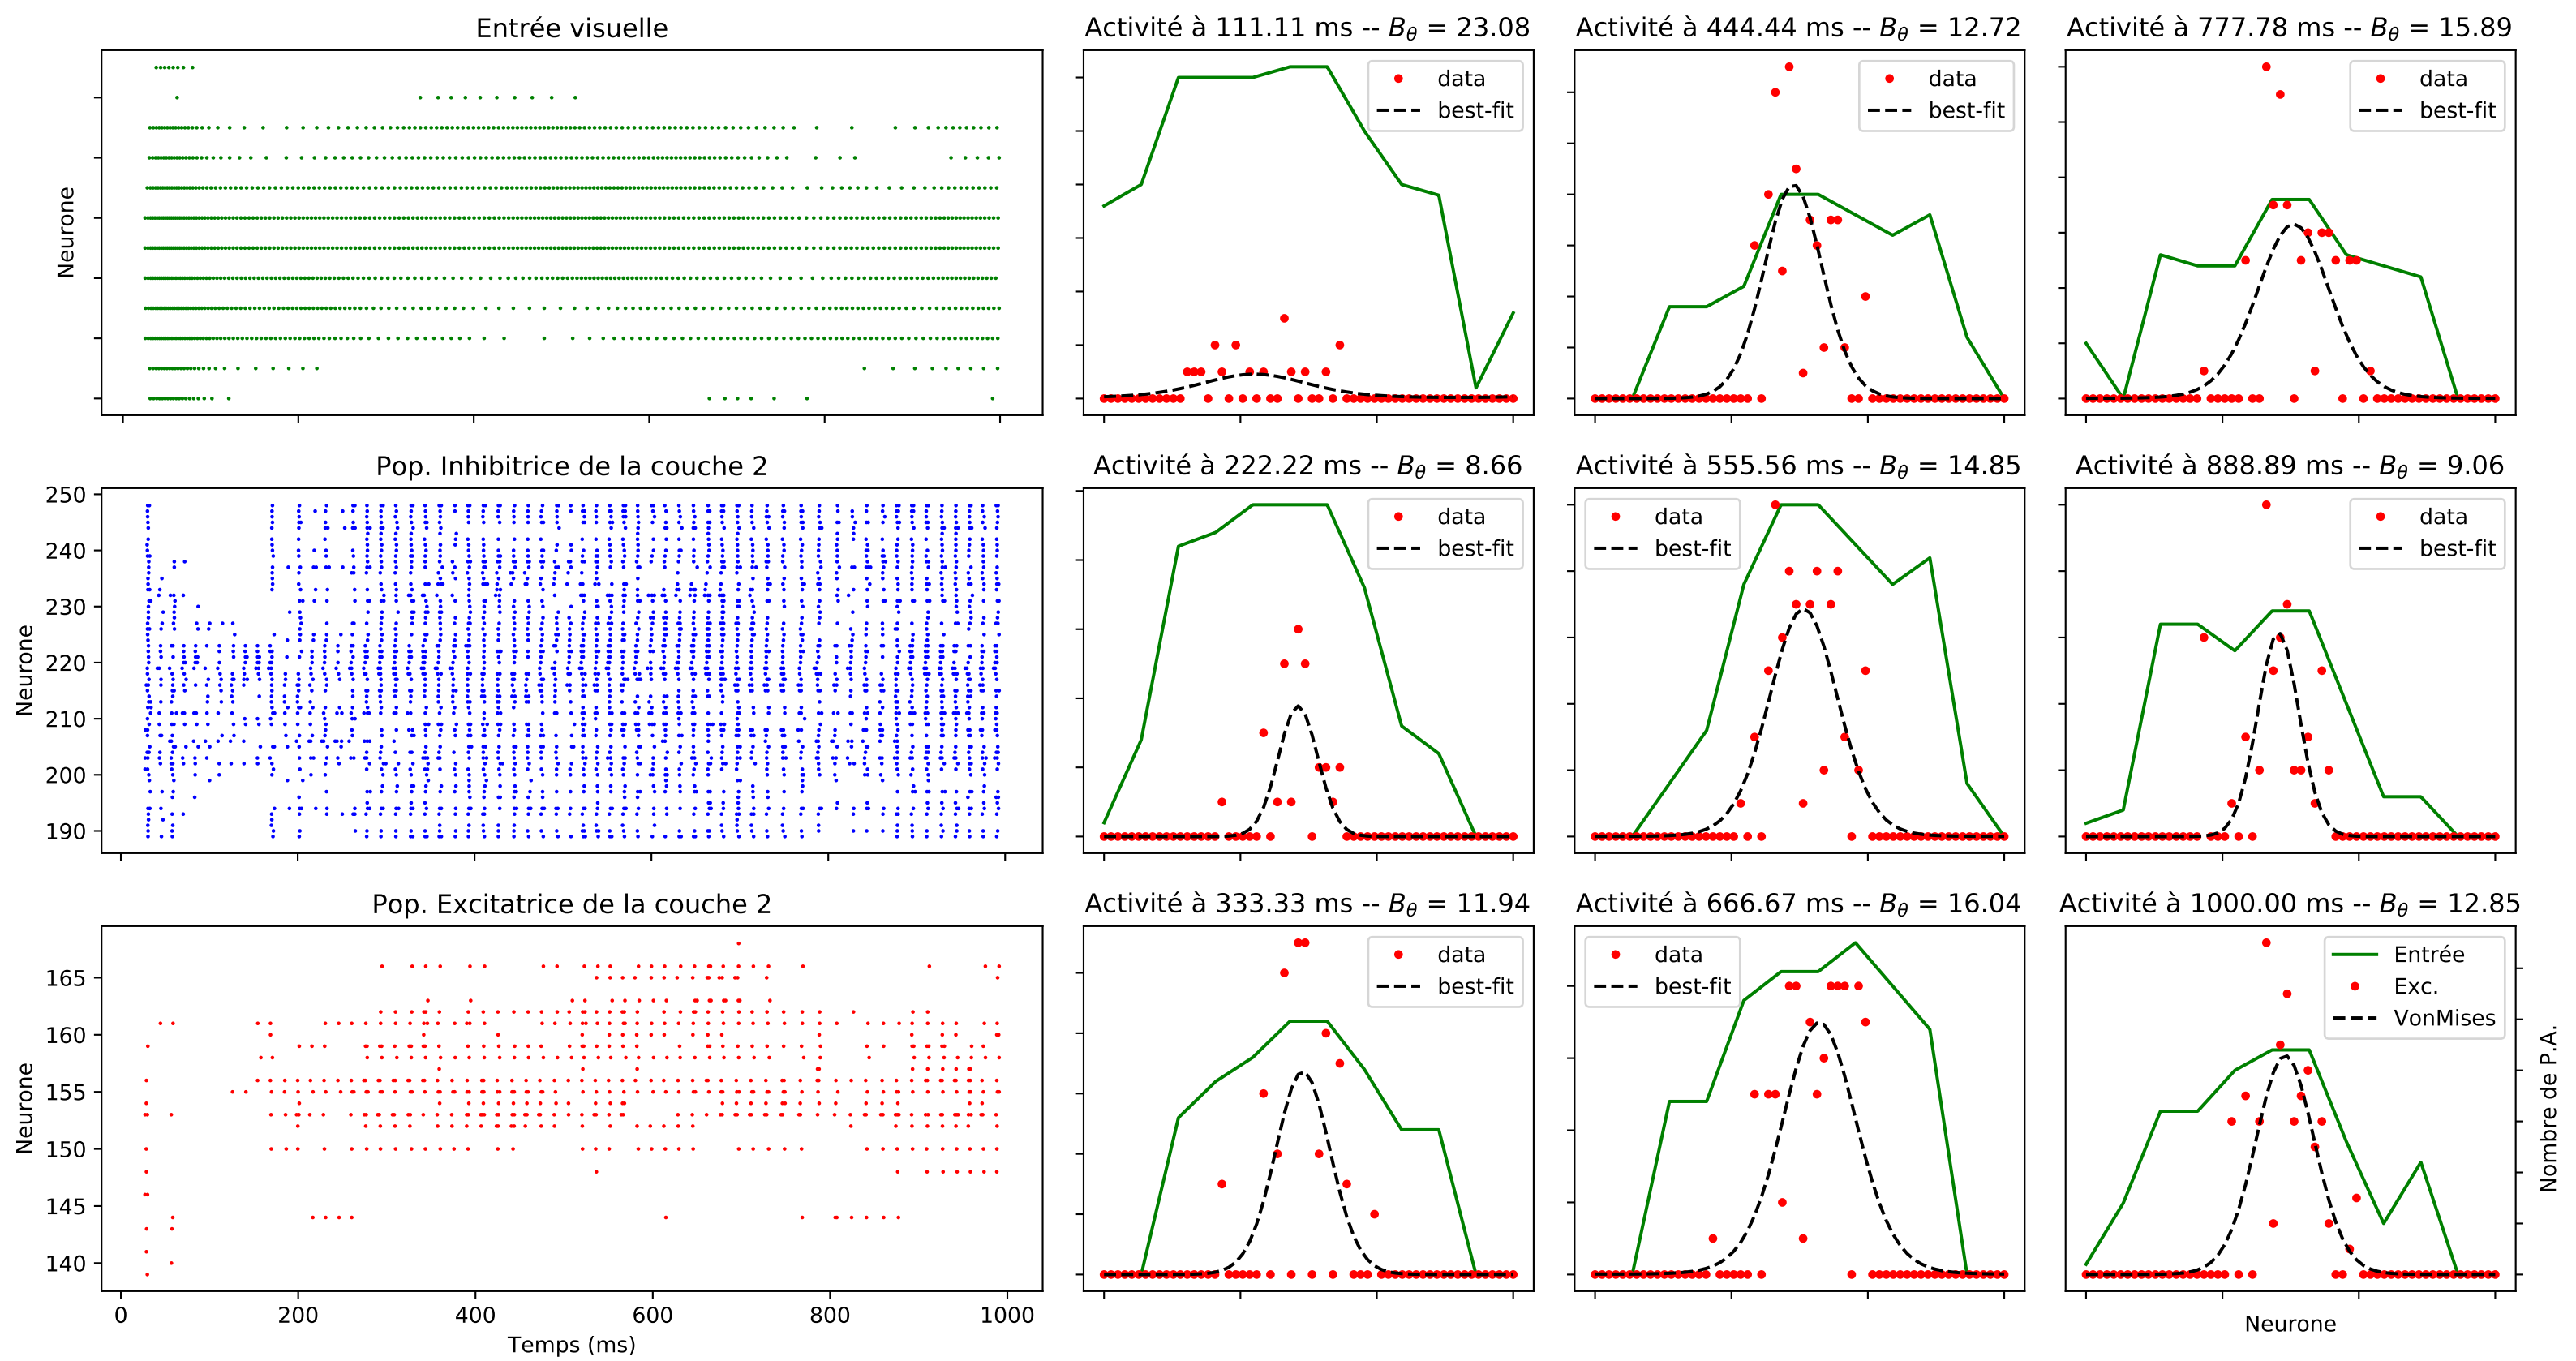 Entrée visuelle
Neurone
Activité à 111.11 ms -- Bθ = 23.08
data
best-fit
Activité à 444.44 ms -- Bθ = 12.72
data
best-fit
Activité à 777.78 ms -- Bθ = 15.89
data
best-fit
Pop. Inhibitrice de la couche 2
Neurone
250
240
230
220
210
200
190
Activité à 222.22 ms -- Bθ = 8.66
data
best-fit
Activité à 555.56 ms -- Bθ = 14.85
data
best-fit
Activité à 888.89 ms -- Bθ = 9.06
data
best-fit
Pop. Excitatrice de la couche 2
Neurone
165
160
155
150
145
140
0 200 400 600 800 1000
Temps (ms)
Activité à 333.33 ms -- Bθ = 11.94
data
best-fit
Activité à 666.67 ms -- Bθ = 16.04
data
best-fit
Activité à 1000.00 ms -- Bθ = 12.85
Entrée
Exc.
VonMises
Nombre de P.A.
Neurone